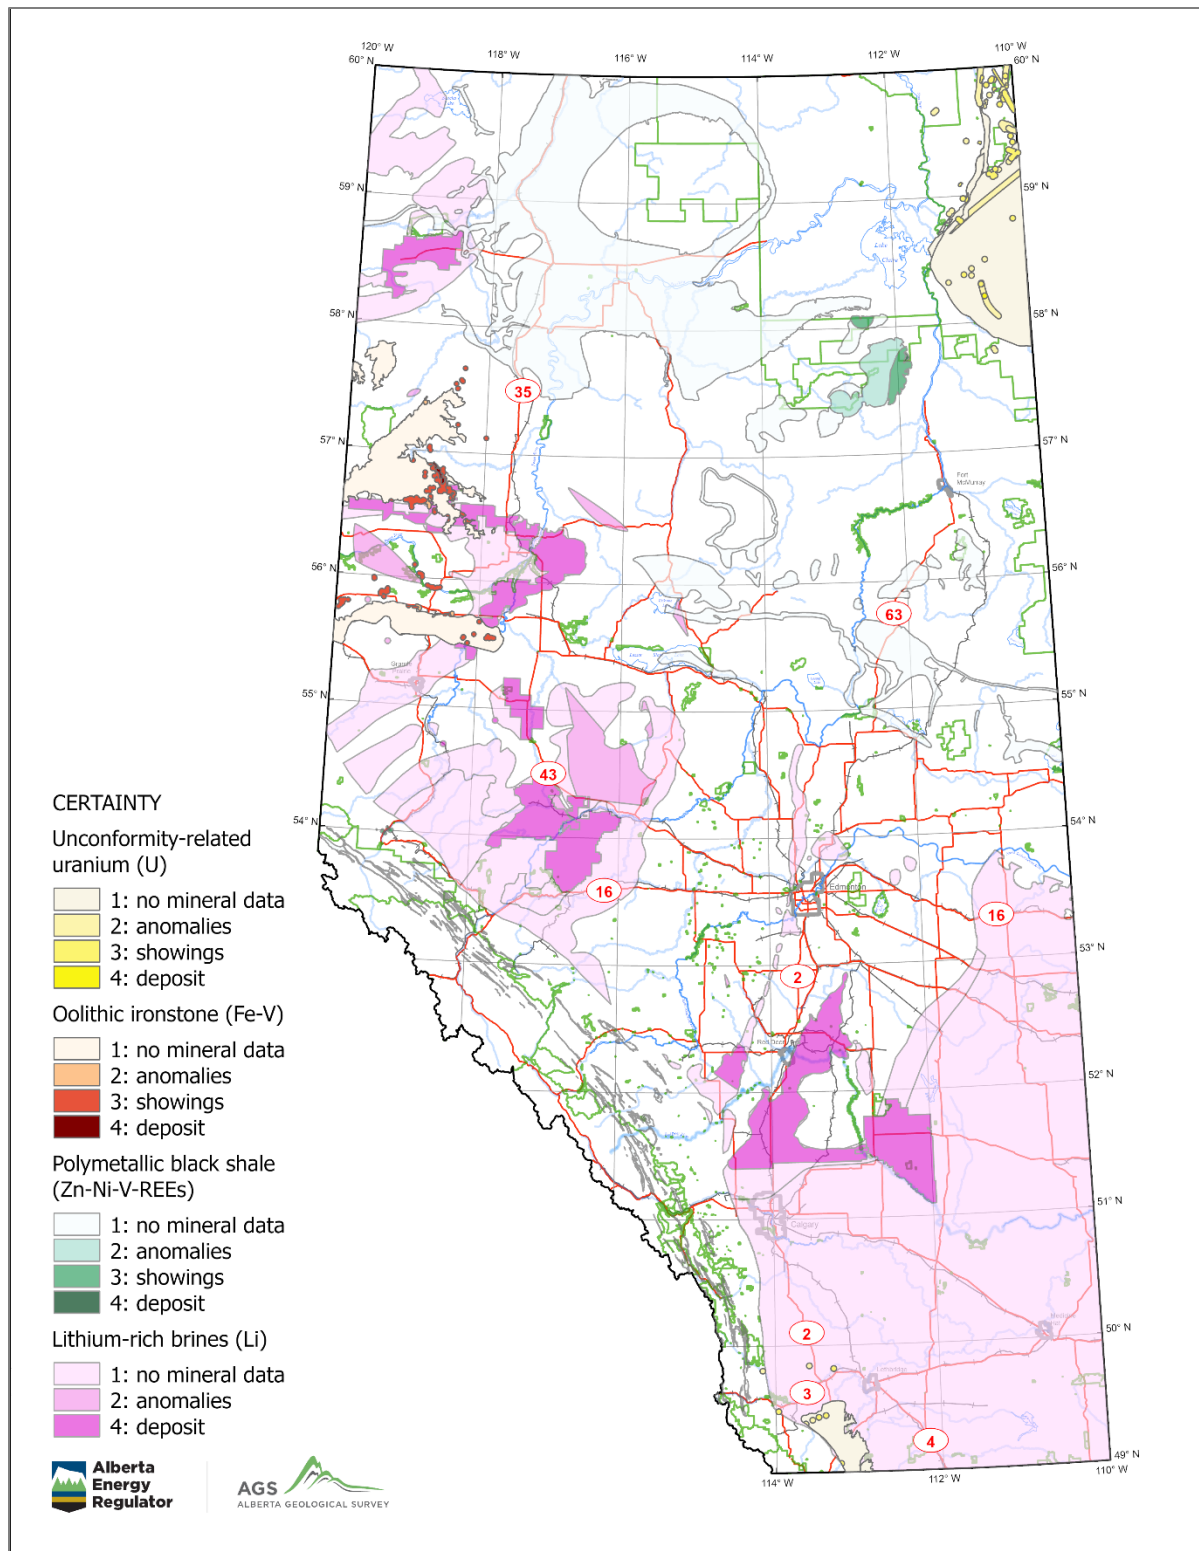 120° W
60° N
118° W
116° W
114° W
112° W
110° W
60° N
59° N
59° N
58° N
58° N
Lake
Claire
35
57° N
57° N
Fort
McMurray
56° N
56° N
63
55° N
55° N
43
54° N
54° N
16
Edmonton
16
53° N
2
Red Deer
52° N
51° N
Calgary
50° N
2
3
4
49° N
110° W
114° W
112° W
CERTAINTY
Unconformity-related
uranium (U)
1: no mineral data
2: anomalies
3: showings
4: deposit
Oolithic ironstone (Fe-V)
1: no mineral data
2: anomalies
3: showings
4: deposit
Polymetallic black shale
(Zn-Ni-V-REEs)
1: no mineral data
2: anomalies
3: showings
4: deposit
Lithium-rich brines (Li)
1: no mineral data
2: anomalies
4: deposit
Alberta
Energy
Regulator
AGS
ALBERTA GEOLOGICAL SURVEY